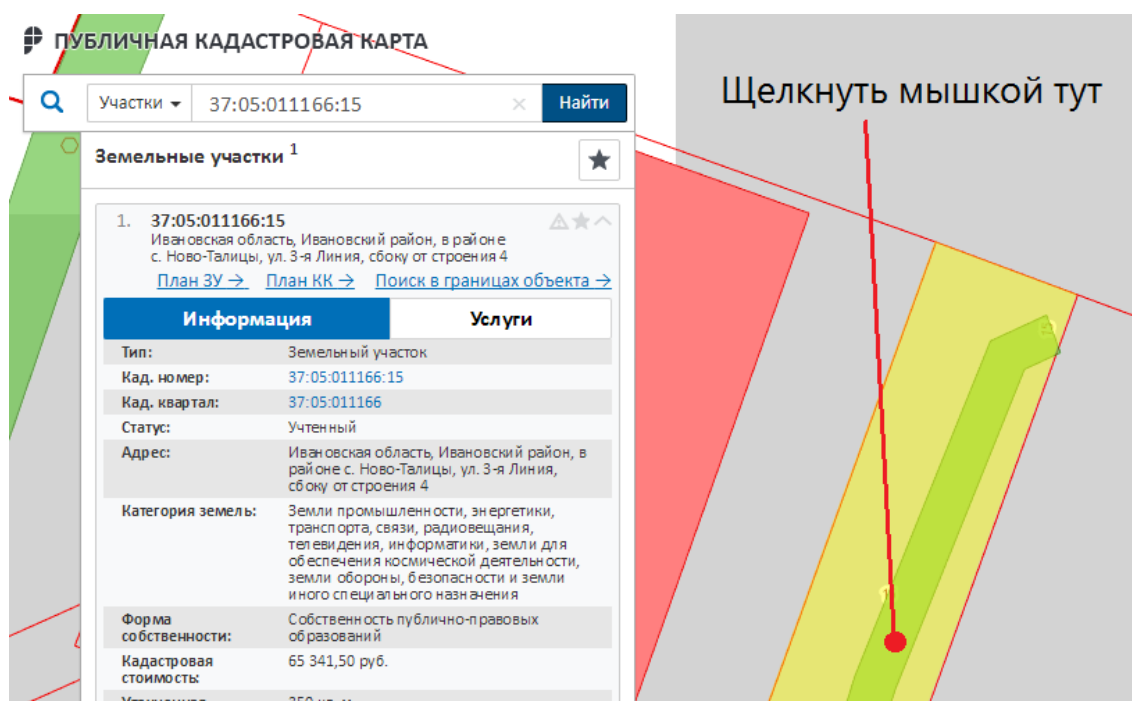 ПУБЛИЧНАЯ КАДАСТРОВАЯ КАРТА
Щелкнуть мышкой тут
Участки 37:05:011166:15 × Найти
Земельные участки 1
1. 37:05:011166:15
Ивановская область, Ивановский район, в районе
с. Ново-Талицы, ул. 3-я Линия, сбоку от строения 4
План ЗУ → План КК → Поиск в границах объекта →
Информация Услуги
Тип: Земельный участок
Кад. номер: 37:05:011166:15
Кад. квартал: 37:05:011166
Статус: Учтенный
Адрес: Ивановская область, Ивановский район, в
районе с. Ново-Талицы, ул. 3-я Линия,
сбоку от строения 4
Категория земель: Земли промышленности, энергетики,
транспорта, связи, радиовещания,
телевидения, информатики, земли для
обеспечения космической деятельности,
земли обороны, безопасности и земли
иного специального назначения
Форма Собственность публично-правовых
собственности: образований
Кадастровая 65 341,50 руб.
стоимость: